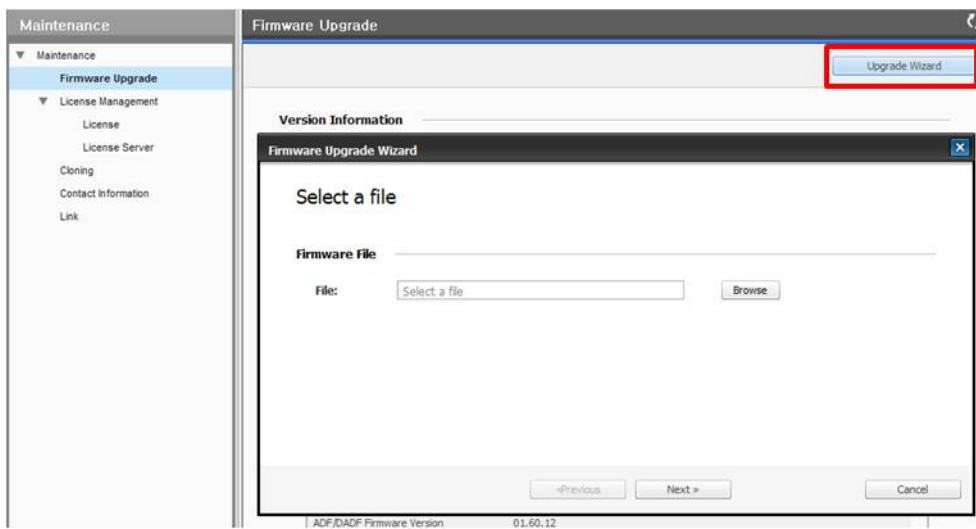 Maintenance
Firmware Upgrade
Maintenance
Firmware Upgrade
License Management
License
License Server
Cloning
Contact Information
Link
Upgrade Wizard
Version Information
Firmware Upgrade Wizard
Select a file
Firmware File
File: Select a file Browse
«Previous Next » Cancel
ADF/DADF Firmware Version 01.60.12